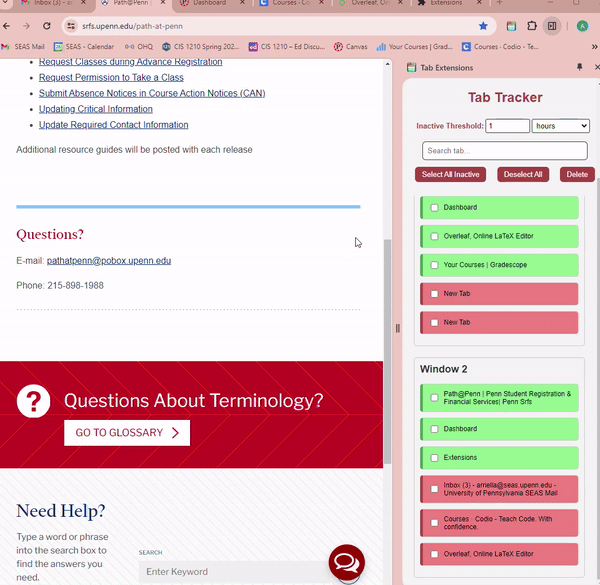 Inbox (3) - a
Path@Penn
Dashboard
Courses - C
Overleaf, Onl
Extensions
srfs.upenn.edu/path-at-penn
A
SEAS Mail
SEAS - Calendar
OHQ
CIS 1210 Spring 202...
CIS 1210 – Ed Discu...
Canvas
Your Courses | Grad...
Courses - Codio - Te...
Request Classes during Advance Registration
Request Permission to Take a Class
Submit Absence Notices in Course Action Notices (CAN)
Updating Critical Information
Update Required Contact Information
Additional resource guides will be posted with each release
Questions?
E-mail: pathatpenn@pobox.upenn.edu
Phone: 215-898-1988
?
Questions About Terminology?
GO TO GLOSSARY
Need Help?
Type a word or phrase
into the search box to
find the answers you
need.
SEARCH
Enter Keyword
Tab Extensions
Tab Tracker
Inactive Threshold: 1 hours
Search tab...
Select All Inactive
Deselect All
Delete
Dashboard
Overleaf, Online LaTeX Editor
Your Courses | Gradescope
New Tab
New Tab
Window 2
Path@Penn | Penn Student Registration &
Financial Services| Penn Srfs
Dashboard
Extensions
Inbox (3) - arriella@seas.upenn.edu -
University of Pennsylvania SEAS Mail
Courses - Codio - Teach Code. With
confidence.
Overleaf, Online LaTeX Editor